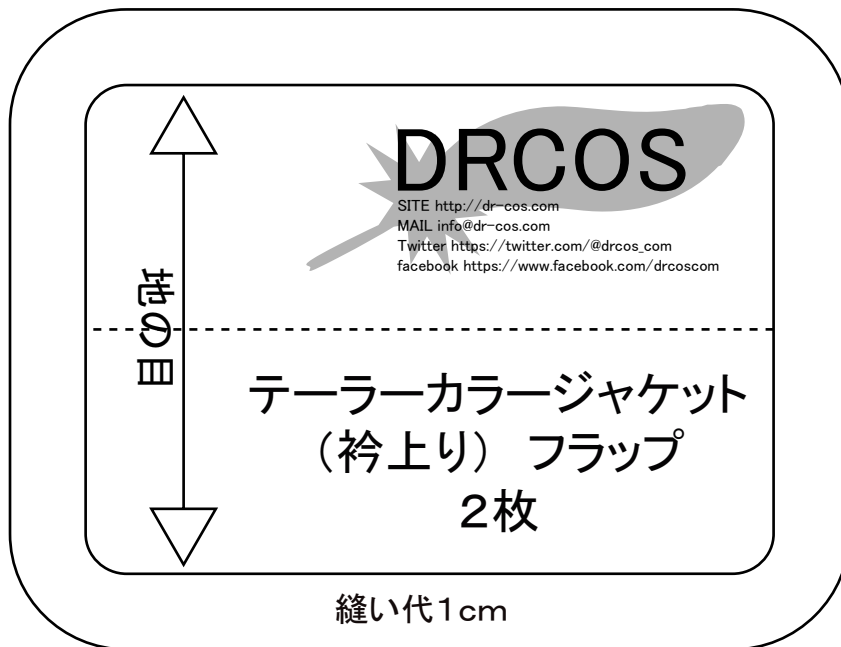 DRCOS
SITE http://dr-cos.com
MAIL info@dr-cos.com
Twitter https://twitter.com/@drcos_com
facebook https://www.facebook.com/drcoscom
地の目
テーラーカラージャケット
（衿上り）　フラップ
２枚
縫い代１cm